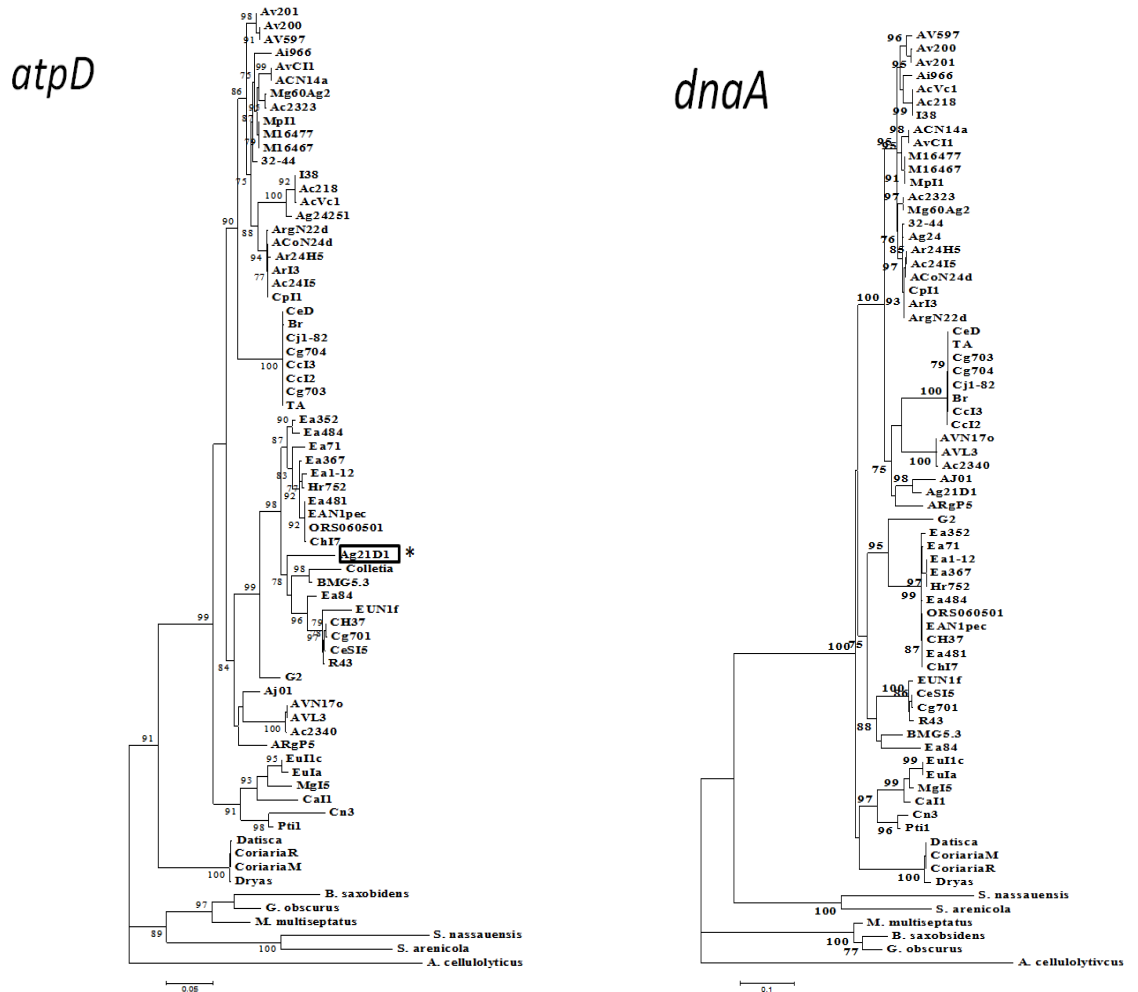 atpD
98
Av201
Av200
91
AV597
Ai966
75
99
AvCI1
ACN14a
86
Mg60Ag2
95
Ac2323
87
MpI1
M16477
79
M16467
32-44
75
I38
92
Ac218
100
AcVc1
Ag24251
90
88
ArgN22d
ACoN24d
94
Ar24H5
ArI3
77
Ac24I5
CpI1
CeD
Br
Cj1-82
Cg704
100
CcI3
CcI2
Cg703
TA
90
Ea352
Ea484
87
Ea71
Ea367
83
Ea1-12
77
Hr752
92
98
Ea481
EAN1pec
92
ORS060501
ChI7
Ag21D1 *
98
Colletia
78
BMG5.3
99
Ea84
EUN1f
96
79
CH37
78
97
Cg701
CeSI5
R43
99
84
G2
Aj01
AVN17o
AVL3
100
Ac2340
ARgP5
91
95
EuI1c
EuIa
93
MgI5
CaI1
91
Cn3
98
Pti1
Datisca
CoriariaR
CoriariaM
100
Dryas
B. saxobidens
97
G. obscurus
M. multiseptatus
89
S. nassauensis
100
S. arenicola
A. cellulolyticus
0.05
dnaA
96
AV597
Av200
95
Av201
Ai966
AcVc1
Ac218
99
I38
98
ACN14a
95
95
AvCI1
M16477
M16467
91
MpI1
97
Ac2323
Mg60Ag2
32-44
76
Ag24
85
Ar24H5
97
Ac24I5
ACoN24d
CpI1
100
93
ArI3
ArgN22d
CeD
TA
79
Cg703
Cg704
Cj1-82
100
Br
CcI3
CcI2
AVN17o
100
AVL3
Ac2340
75
98
AJ01
Ag21D1
ARgP5
G2
Ea352
95
Ea71
Ea1-12
Ea367
97
Hr752
99
Ea484
ORS060501
EAN1pec
CH37
100
75
87
Ea481
ChI7
EUN1f
100
86
CeSI5
Cg701
88
R43
BMG5.3
Ea84
99
EuI1c
EuIa
99
MgI5
97
CaI1
Cn3
96
Pti1
Datisca
CoriariaM
CoriariaR
100
Dryas
S. nassauensis
100
S. arenicola
M. multiseptatus
100
B. saxobsidens
77
G. obscurus
A. cellulolytivcus
0.1